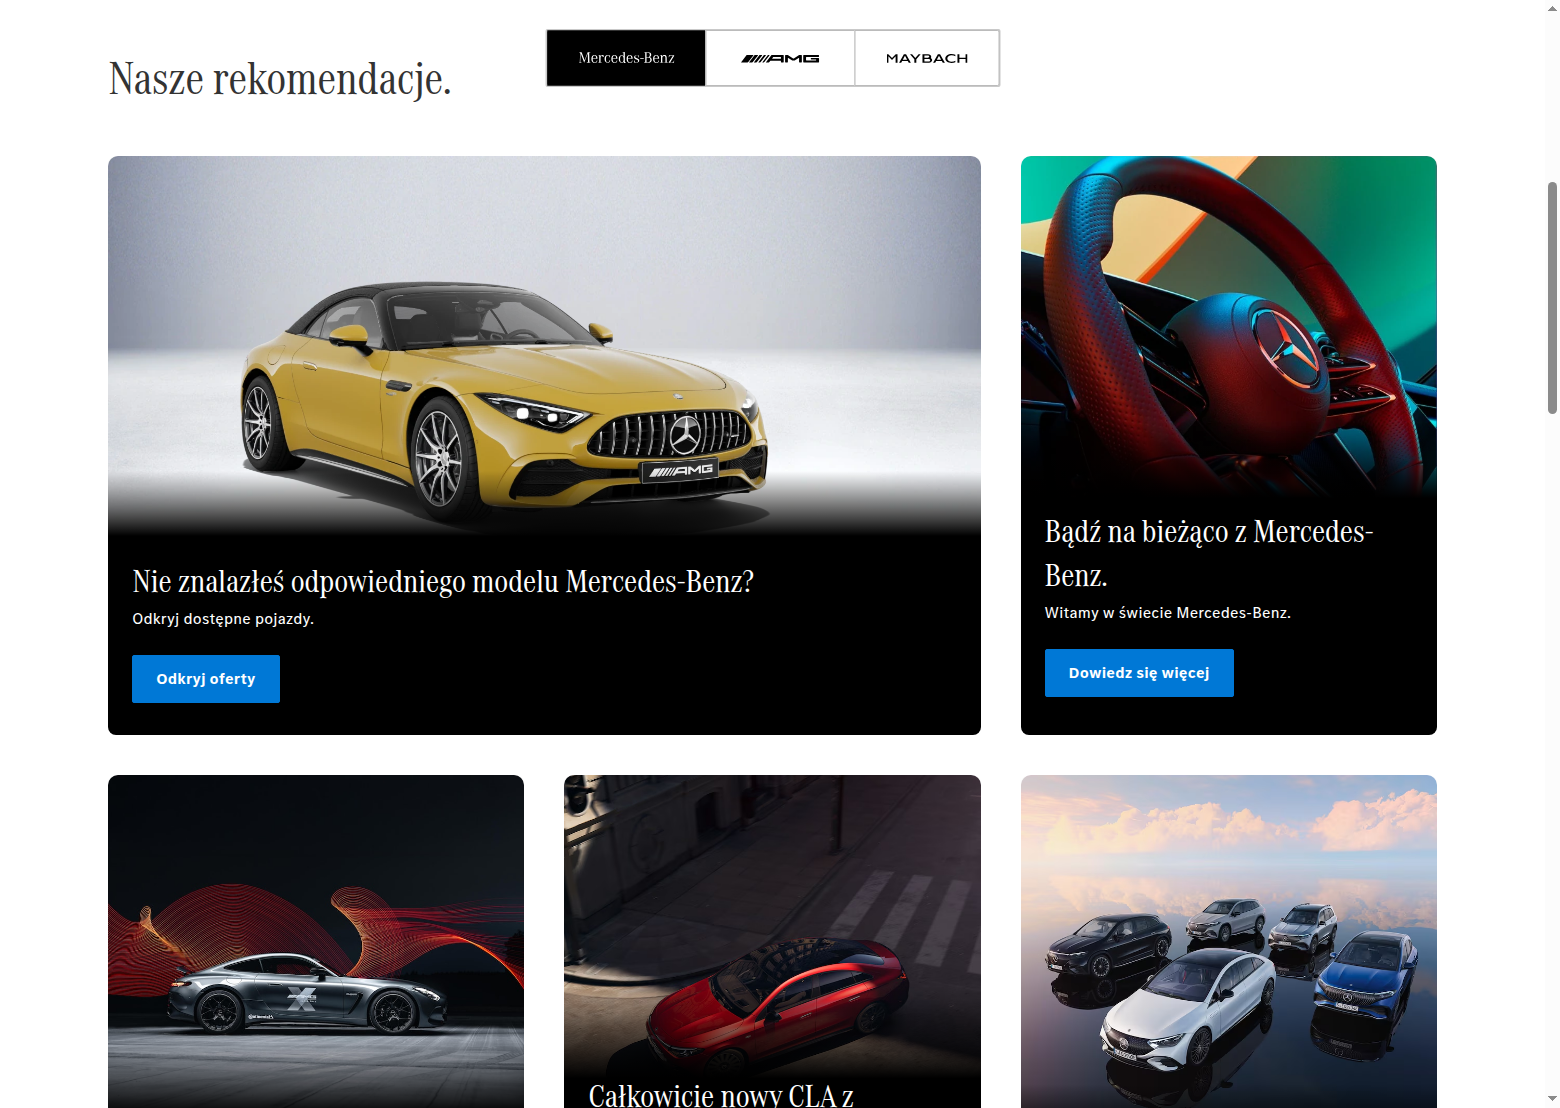 Nasze rekomendacje.
Mercedes-Benz
AMG
MAYBACH
AMG
Nie znalazłeś odpowiedniego modelu Mercedes-Benz?
Odkryj dostępne pojazdy.
Odkryj oferty
Bądź na bieżąco z Mercedes-
Benz.
Witamy w świecie Mercedes-Benz.
Dowiedz się więcej
X
Całkowicie nowy CLA z